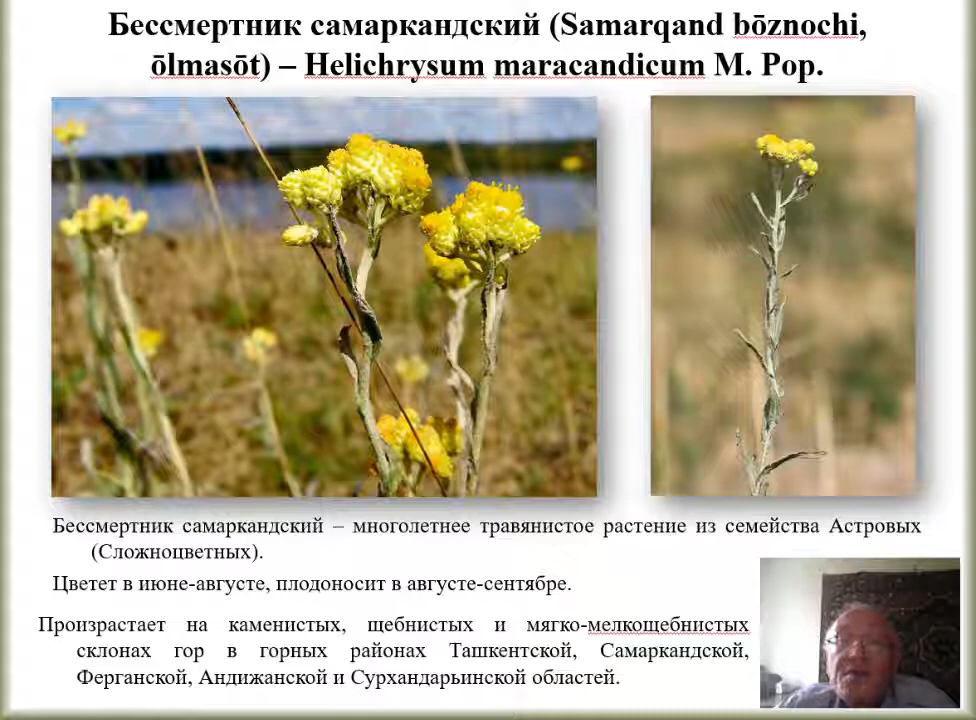 Бессмертник самаркандский (Samarqand bōznochi,
ōlmasōt) – Helichrysum maracandicum M. Pop.
Бессмертник самаркандский – многолетнее травянистое растение из семейства Астровых
(Сложноцветных).
Цветет в июне-августе, плодоносит в августе-сентябре.
Произрастает на каменистых, щебнистых и мягко-мелкощебнистых
склонах гор в горных районах Ташкентской, Самаркандской,
Ферганской, Андижанской и Сурхандарьинской областей.